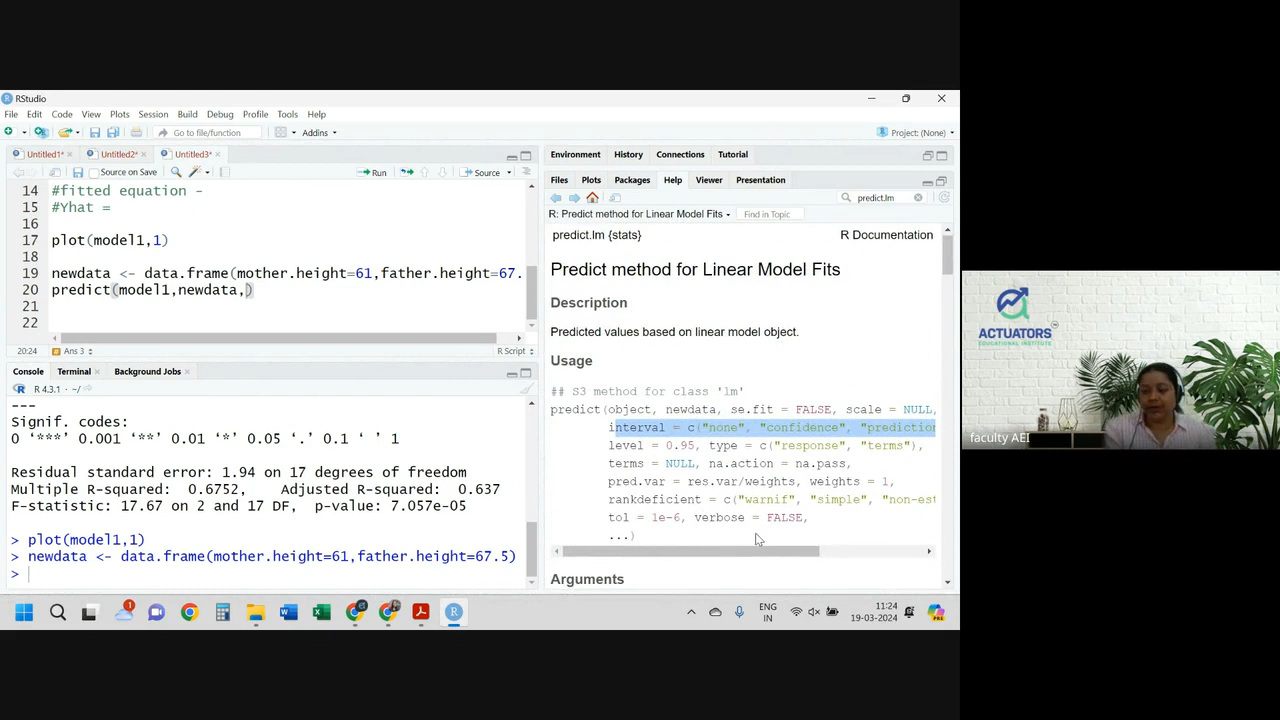 RStudio
File Edit Code View Plots Session Build Debug Profile Tools Help
Go to file/function Addins Project: (None)
Untitled1* Untitled2* Untitled3*
Source on Save Run Source
14 #fitted equation -
15 #Yhat =
16
17 plot(model1,1)
18
19 newdata <- data.frame(mother.height=61,father.height=67.
20 predict(model1,newdata,)
21
22
20:24 Ans 3 R Script
Console Terminal Background Jobs
R 4.3.1 · ~/
---
Signif. codes:
0 ‘***’ 0.001 ‘**’ 0.01 ‘*’ 0.05 ‘.’ 0.1 ‘ ’ 1
Residual standard error: 1.94 on 17 degrees of freedom
Multiple R-squared: 0.6752, Adjusted R-squared: 0.637
F-statistic: 17.67 on 2 and 17 DF, p-value: 7.057e-05
> plot(model1,1)
> newdata <- data.frame(mother.height=61,father.height=67.5)
>
Environment History Connections Tutorial
Files Plots Packages Help Viewer Presentation
predict.lm
R: Predict method for Linear Model Fits Find in Topic
predict.lm {stats} R Documentation
Predict method for Linear Model Fits
Description
Predicted values based on linear model object.
Usage
## S3 method for class 'lm'
predict(object, newdata, se.fit = FALSE, scale = NULL,
interval = c("none", "confidence", "prediction
level = 0.95, type = c("response", "terms"),
terms = NULL, na.action = na.pass,
pred.var = res.var/weights, weights = 1,
rankdeficient = c("warnif", "simple", "non-est
tol = 1e-6, verbose = FALSE,
...)
Arguments
ENG
IN
11:24
19-03-2024
ACTUATORS
EDUCATIONAL INSTITUTE
faculty AEI